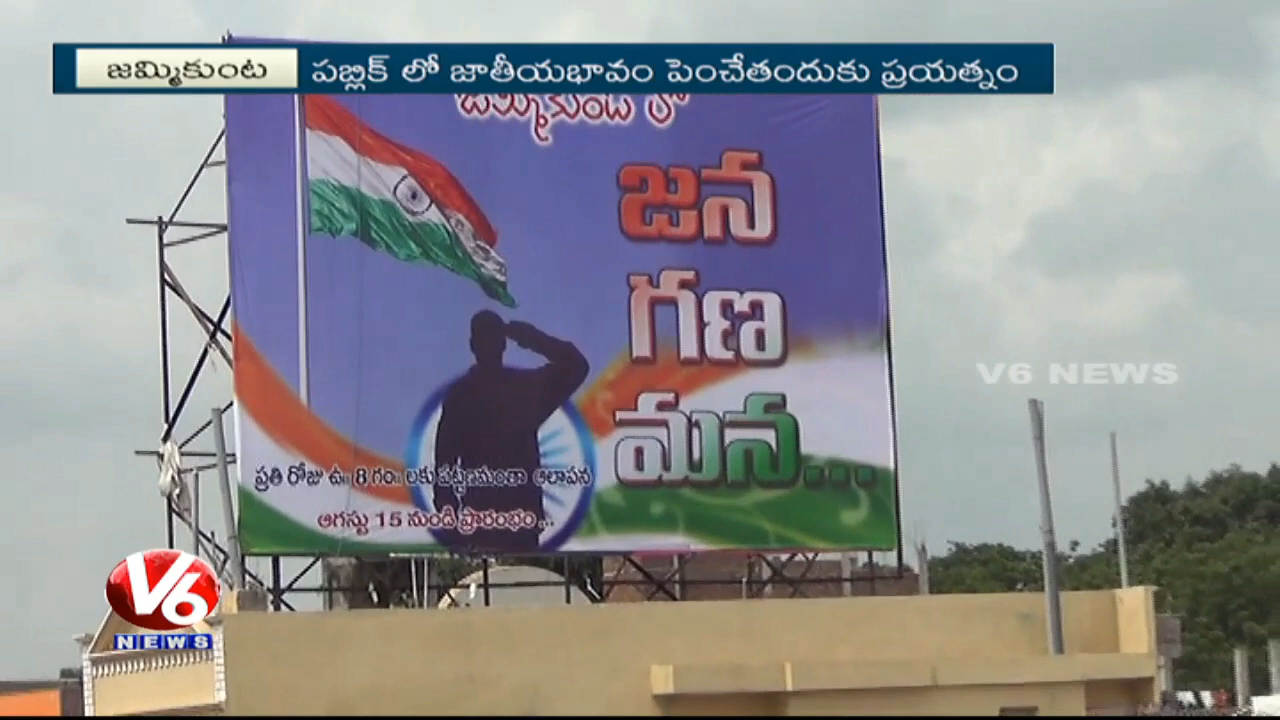 జమ్మికుంట
పబ్లిక్ లో జాతీయభావం పెంచేతందుకు ప్రయత్నం
జమ్మికుంట లో
జన
గణ
మన...
V6 NEWS
ప్రతి రోజు ఉ॥ 8 గం॥ లకు పట్టణమంతా ఆలాపన
ఆగస్టు 15 నుండి ప్రారంభం...
V6
NEWS